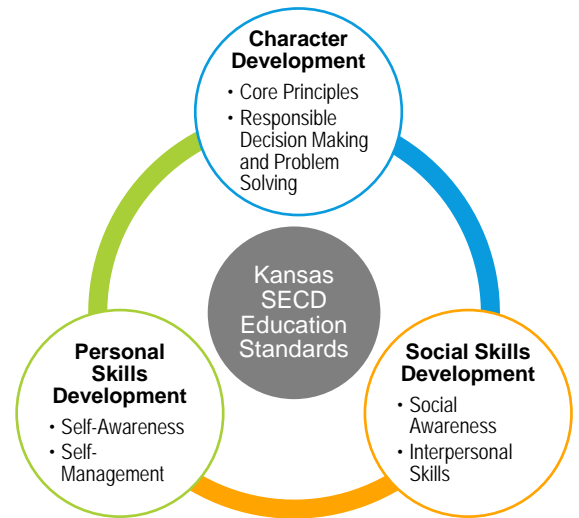 Character
Development
• Core Principles
• Responsible
Decision Making
and Problem
Solving
Kansas
SECD
Education
Standards
Personal
Skills
Development
• Self-Awareness
• Self-
Management
Social Skills
Development
• Social
Awareness
• Interpersonal
Skills